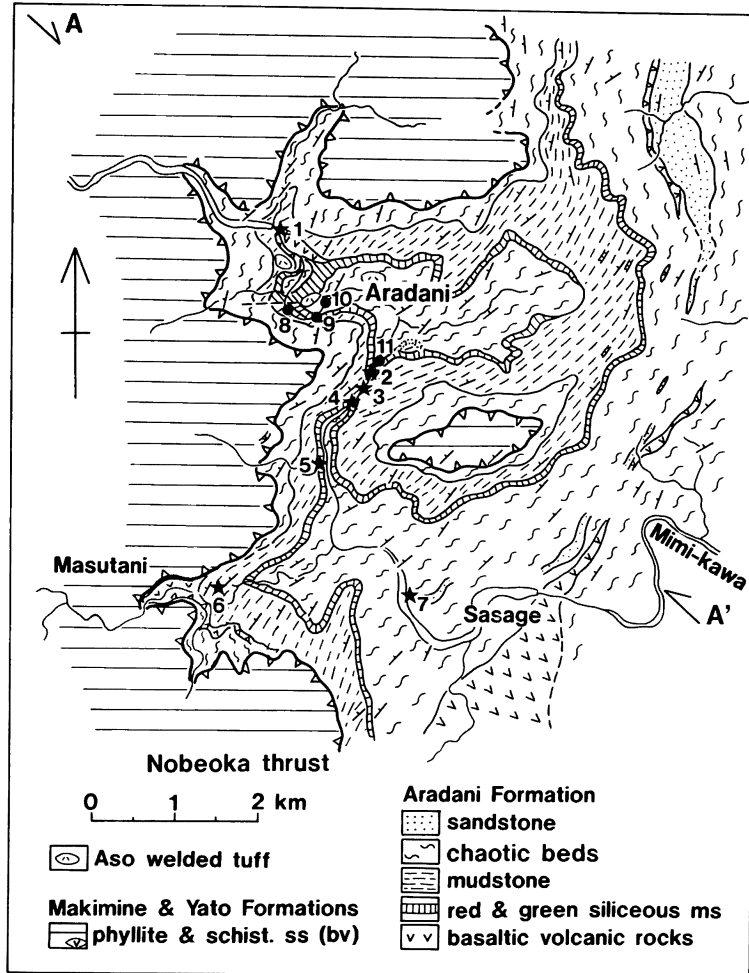 A
1
Aradani
10
8
9
11
2
3
4
5
Masutani
6
7
Sasage
Mimi-kawa
A'
Nobeoka thrust
0 1 2 km
Aso welded tuff
Makimine & Yato Formations
phyllite & schist. ss (bv)
Aradani Formation
sandstone
chaotic beds
mudstone
red & green siliceous ms
basaltic volcanic rocks